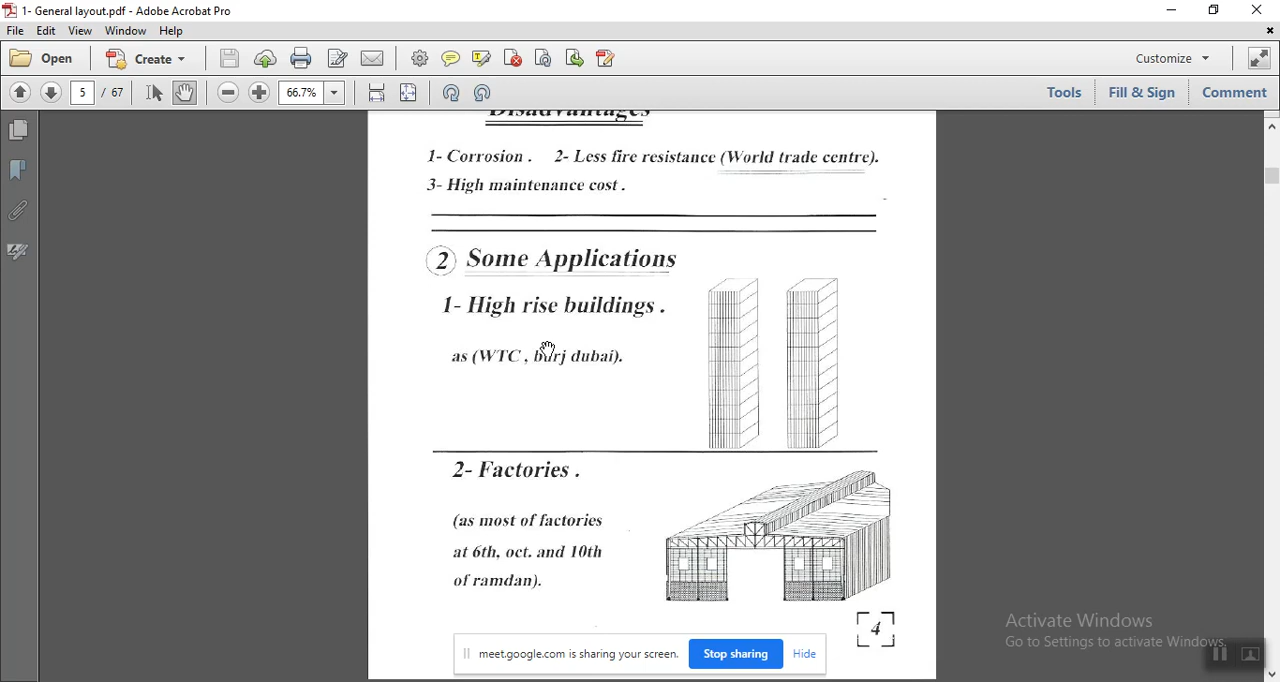 1- General layout.pdf - Adobe Acrobat Pro
File Edit View Window Help
Open Create Customize
5 / 67 66.7% Tools Fill & Sign Comment
Disadvantages
1- Corrosion . 2- Less fire resistance (World trade centre).
3- High maintenance cost .
2 Some Applications
1- High rise buildings .
as (WTC , burj dubai).
2- Factories .
(as most of factories
at 6th, oct. and 10th
of ramdan).
4
Activate Windows
Go to Settings to activate Windows.
meet.google.com is sharing your screen. Stop sharing Hide